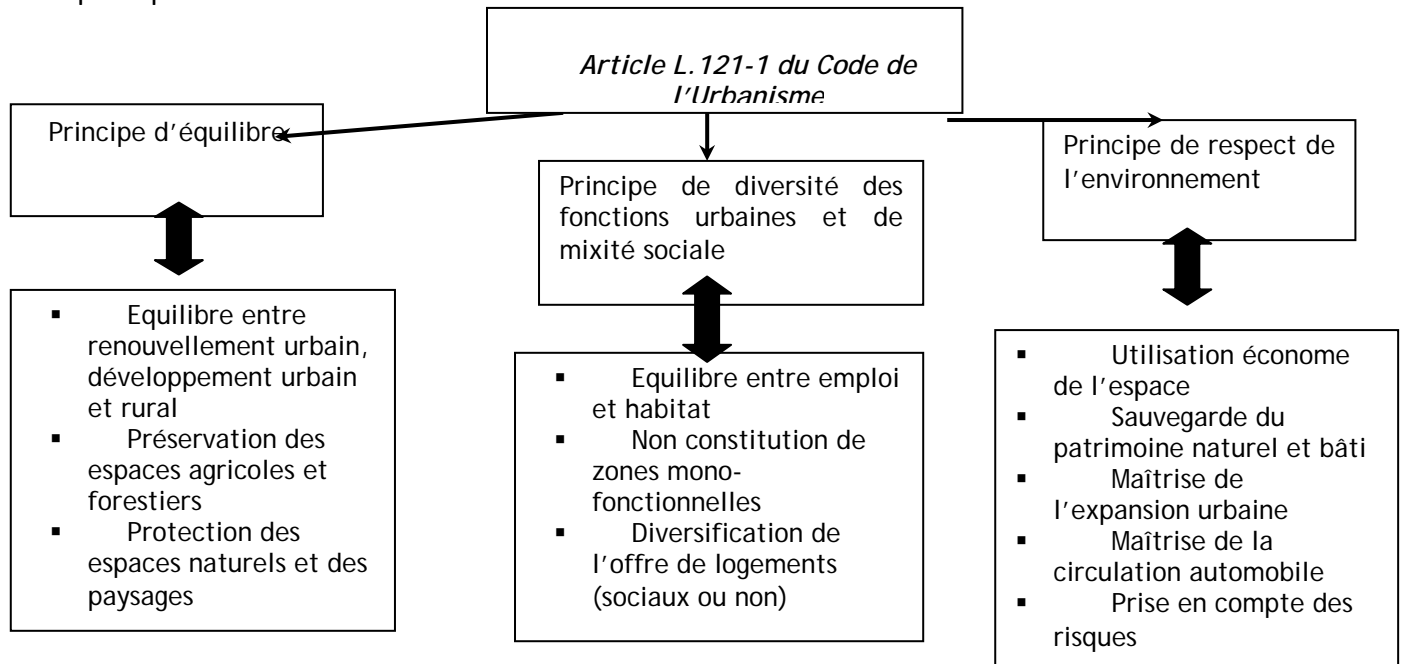 Article L.121-1 du Code de
l'Urbanisme
Principe d'équilibre
Principe de diversité des
fonctions urbaines et de
mixité sociale
Principe de respect de
l'environnement
▪ Equilibre entre
renouvellement urbain,
développement urbain
et rural
▪ Préservation des
espaces agricoles et
forestiers
▪ Protection des
espaces naturels et des
paysages
▪ Equilibre entre emploi
et habitat
▪ Non constitution de
zones mono-
fonctionnelles
▪ Diversification de
l'offre de logements
(sociaux ou non)
▪ Utilisation économe
de l'espace
▪ Sauvegarde du
patrimoine naturel et bâti
▪ Maîtrise de
l'expansion urbaine
▪ Maîtrise de la
circulation automobile
▪ Prise en compte des
risques